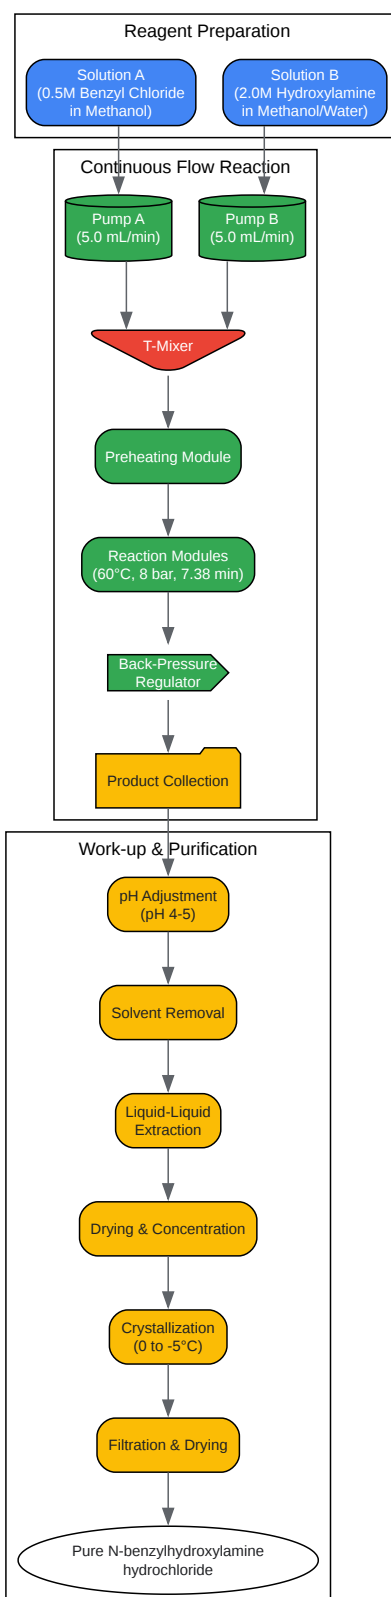 Reagent Preparation
Solution A
(0.5M Benzyl Chloride
in Methanol)
Solution B
(2.0M Hydroxylamine
in Methanol/Water)
Continuous Flow Reaction
Pump A
(5.0 mL/min)
Pump B
(5.0 mL/min)
T-Mixer
Preheating Module
Reaction Modules
(60°C, 8 bar, 7.38 min)
Back-Pressure
Regulator
Product Collection
Work-up & Purification
pH Adjustment
(pH 4-5)
Solvent Removal
Liquid-Liquid
Extraction
Drying & Concentration
Crystallization
(0 to -5°C)
Filtration & Drying
Pure N-benzylhydroxylamine
hydrochloride